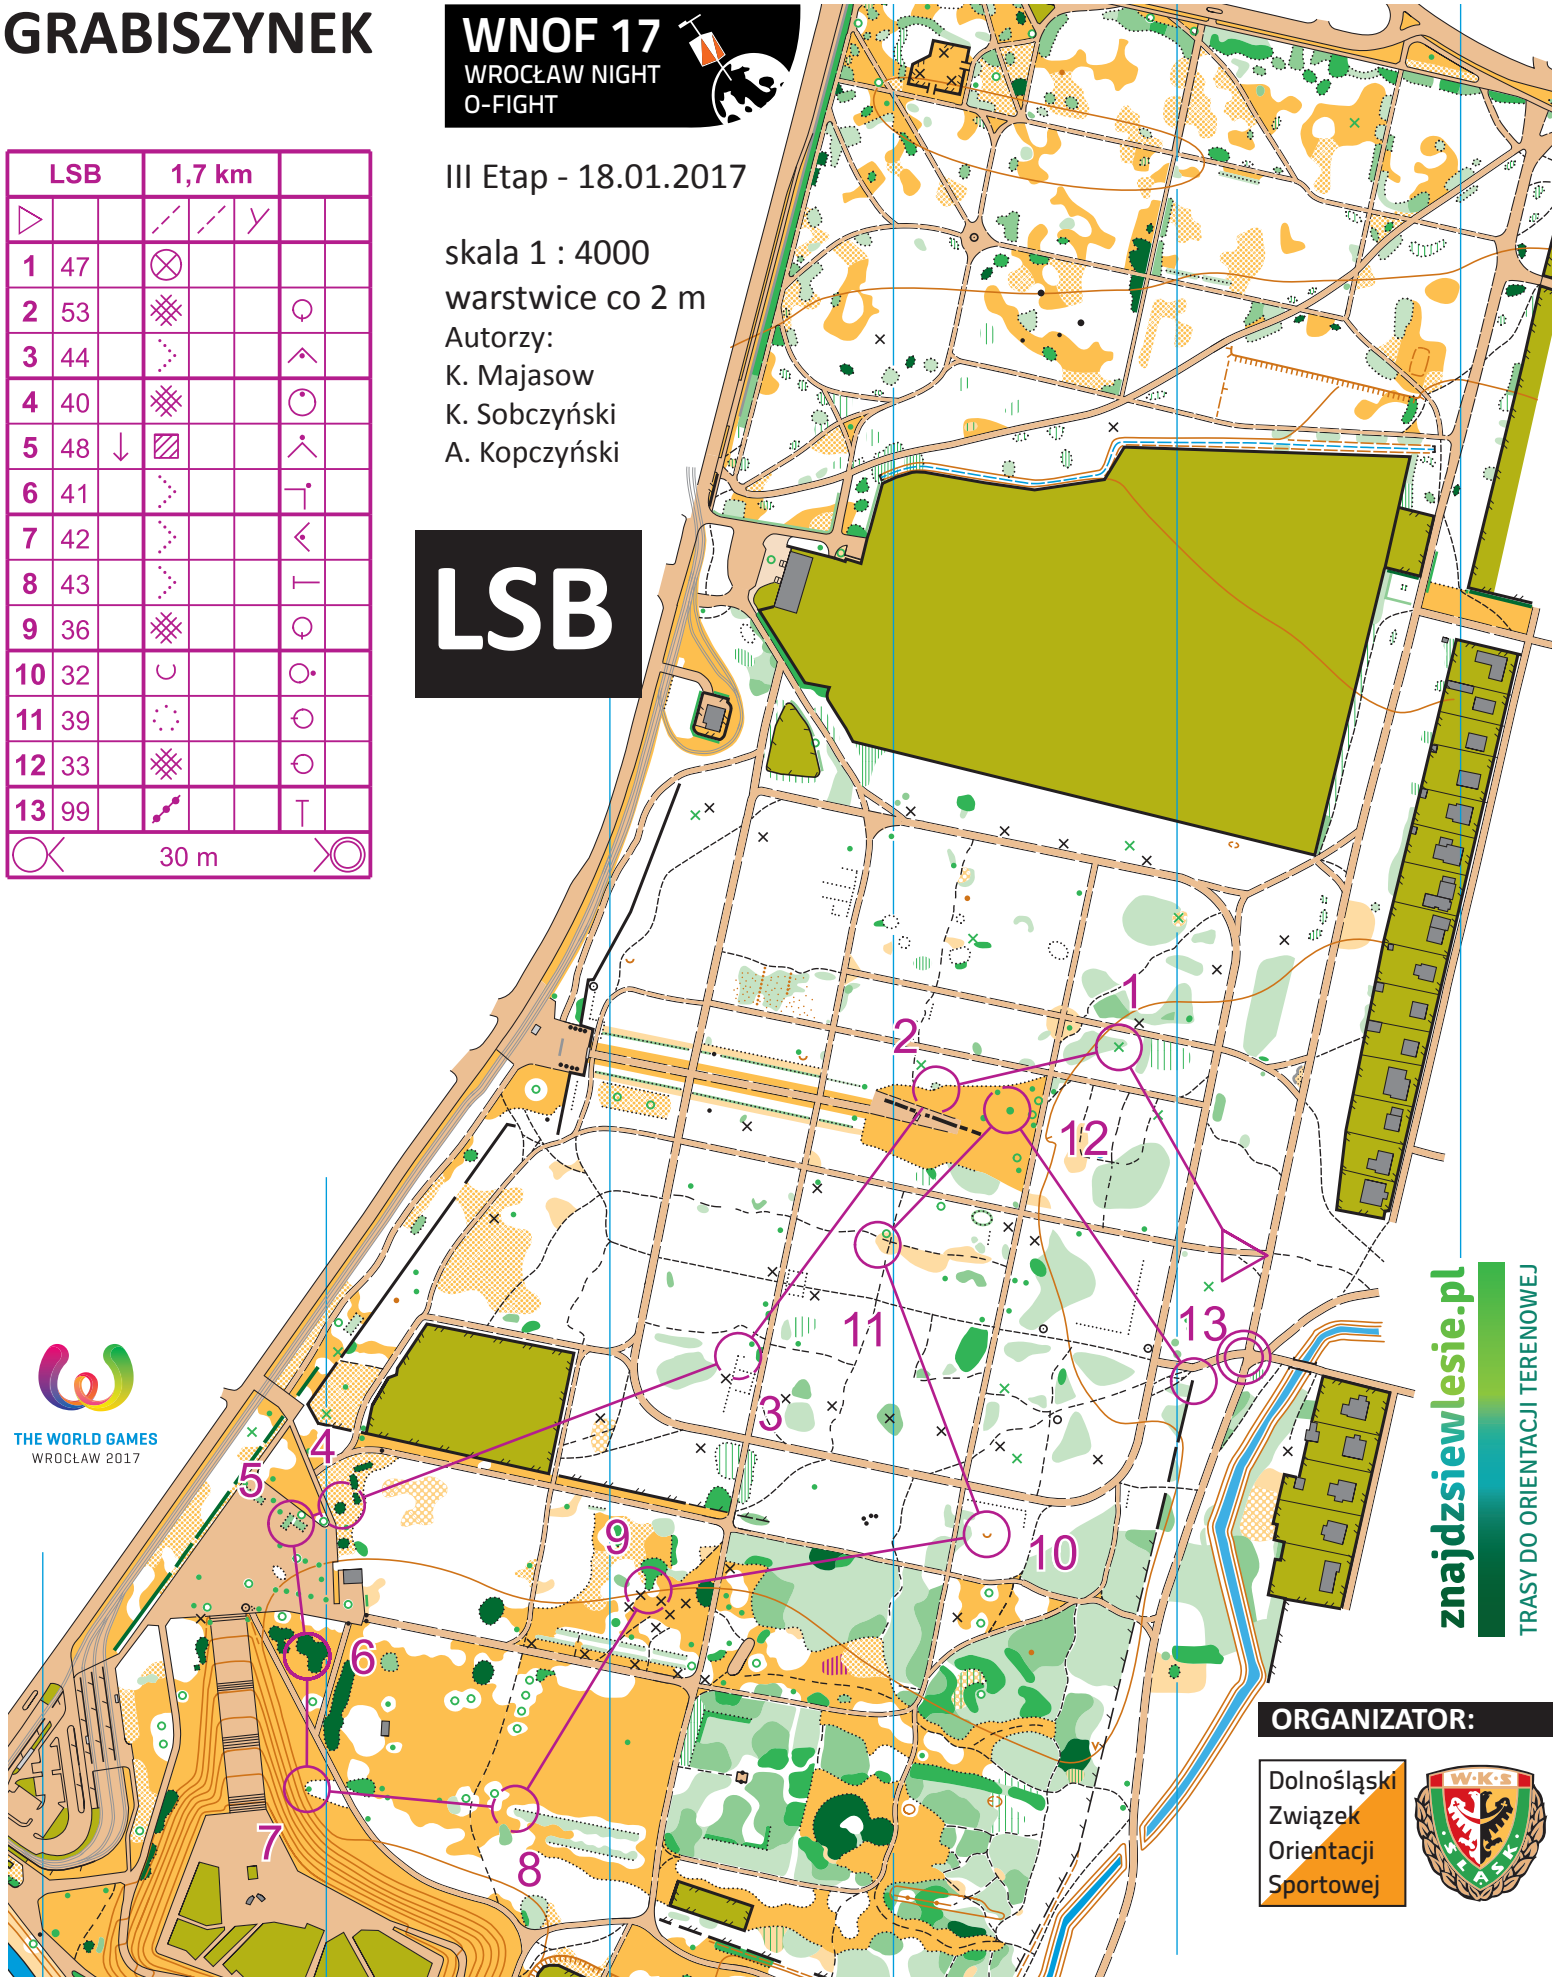 GRABISZYNEK
WNOF 17
WROCŁAW NIGHT
O-FIGHT
III Etap - 18.01.2017
skala 1 : 4000
warstwice co 2 m
Autorzy:
K. Majasow
K. Sobczyński
A. Kopczyński
LSB
LSB 1,7 km
1 47
2 53
3 44
4 40
5 48
6 41
7 42
8 43
9 36
10 32
11 39
12 33
13 99
30 m
1
2
12
11
13
3
4
5
9
10
6
7
8
THE WORLD GAMES
WROCŁAW 2017
znajdzsiewlesie.pl
TRASY DO ORIENTACJI TERENOWEJ
ORGANIZATOR:
Dolnośląski
Związek
Orientacji
Sportowej
W·K·S
ŚLĄSK